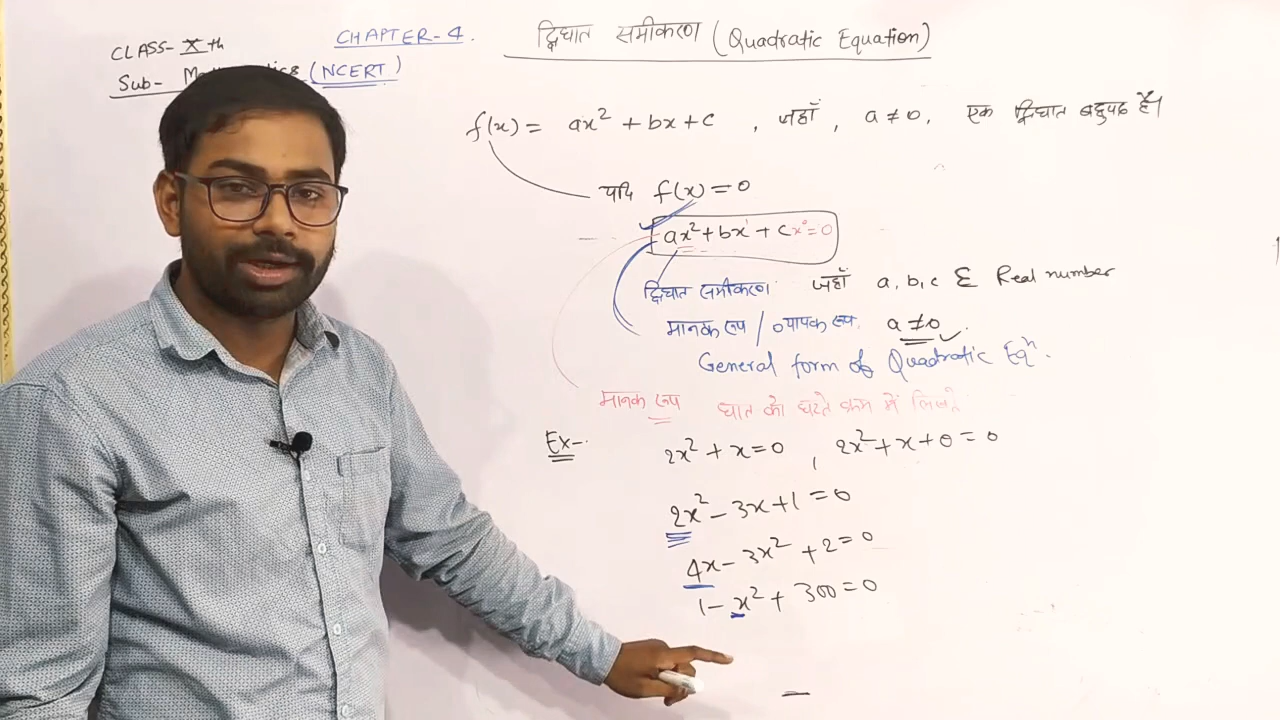 CLASS- Xth
CHAPTER-4.
द्विघात समीकरण (Quadratic Equation)
Sub- (NCERT)
f(x) = ax² + bx + c , जहाँ , a ≠ 0, एक द्विघात बहुपद है।
यदि f(x) = 0
ax² + bx¹ + cx⁰ = 0
द्विघात समीकरण जहाँ a, b, c Σ Real number
मानक रूप / व्यापक रूप. a ≠ 0.
General form of Quadratic Eqⁿ.
मानक रूप घात को घटते क्रम में लिखते
Ex-
2x² + x = 0 , 2x² + x + 0 = 0
2x² - 3x + 1 = 0
4x - 3x² + 2 = 0
1 - x² + 300 = 0